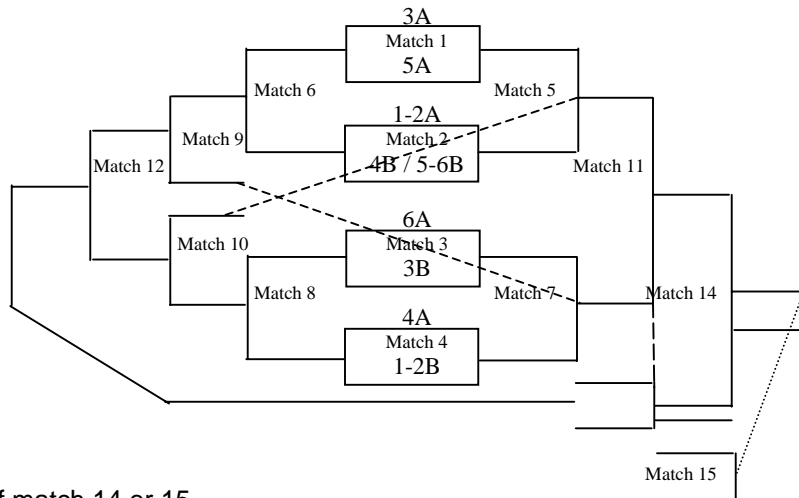 3A
Match 1
5A
Match 6
Match 5
1-2A
Match 2
4B / 5-6B
Match 9
Match 12
Match 11
6A
Match 3
3B
Match 10
Match 8
Match 7
Match 14
4A
Match 4
1-2B
Match 15
f match 14 or 15